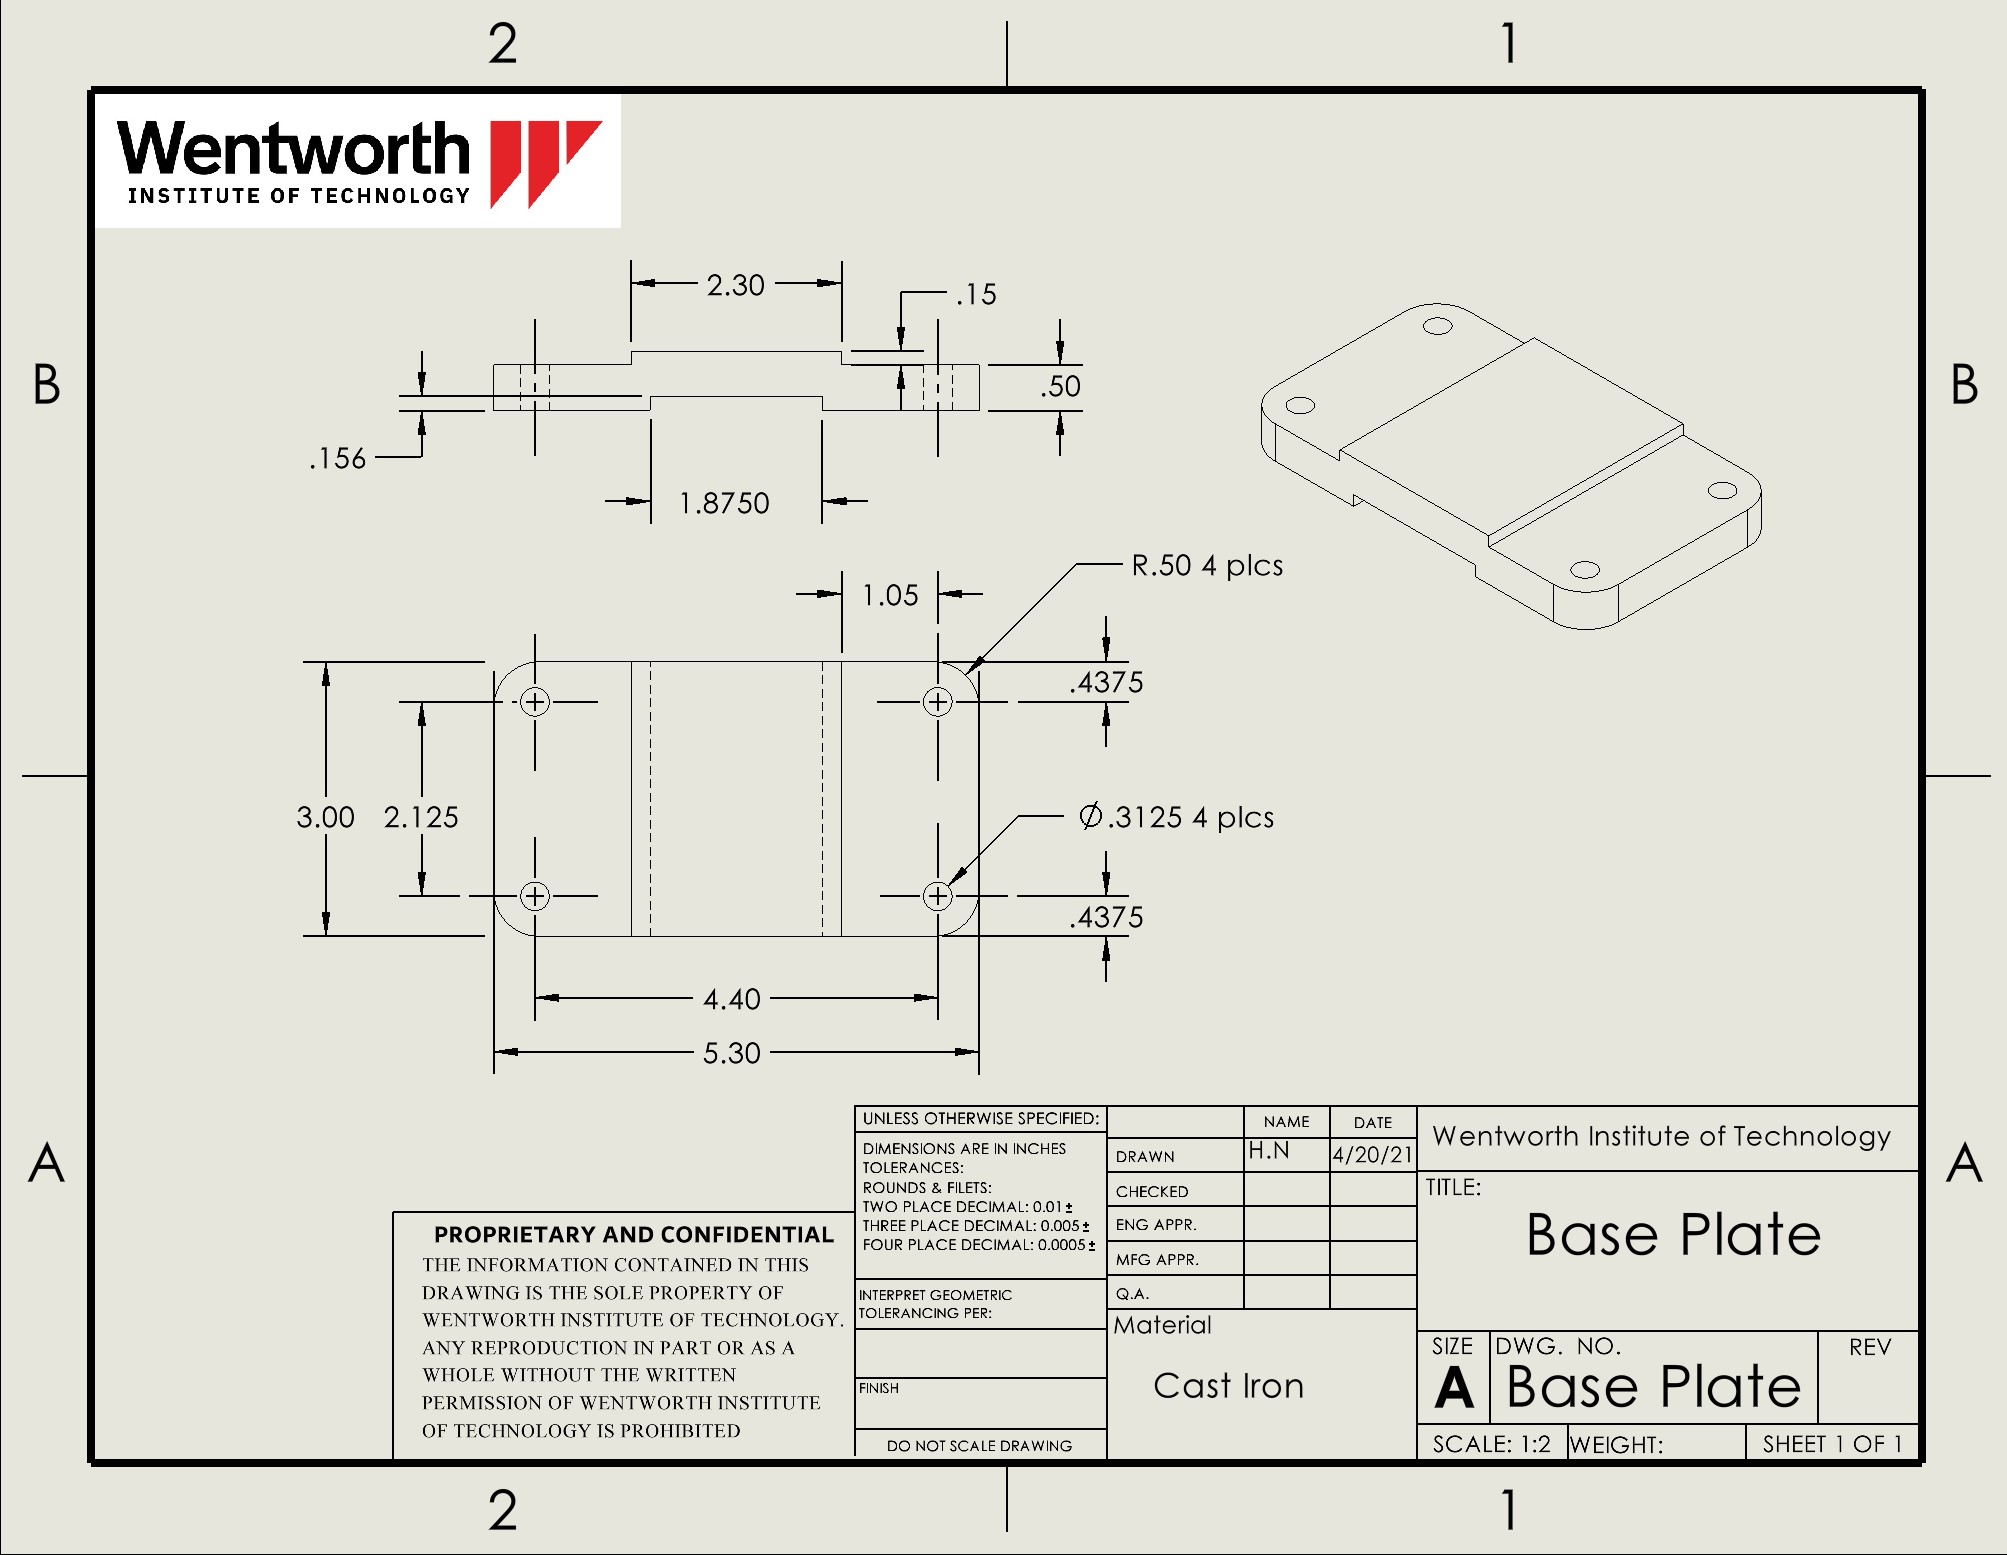 2
1
Wentworth
INSTITUTE OF TECHNOLOGY
2.30
.15
B
.50
B
.156
1.8750
R.50 4 plcs
1.05
.4375
3.00
2.125
Ø.3125 4 plcs
.4375
4.40
5.30
A
A
UNLESS OTHERWISE SPECIFIED:
DIMENSIONS ARE IN INCHES
TOLERANCES:
ROUNDS & FILETS:
TWO PLACE DECIMAL: 0.01±
THREE PLACE DECIMAL: 0.005±
FOUR PLACE DECIMAL: 0.0005±
INTERPRET GEOMETRIC
TOLERANCING PER:
FINISH
DO NOT SCALE DRAWING
NAME DATE
DRAWN H.N 4/20/21
CHECKED
ENG APPR.
MFG APPR.
Q.A.
Material
Cast Iron
Wentworth Institute of Technology
TITLE:
Base Plate
SIZE DWG. NO. REV
A Base Plate
SCALE: 1:2 WEIGHT: SHEET 1 OF 1
PROPRIETARY AND CONFIDENTIAL
THE INFORMATION CONTAINED IN THIS
DRAWING IS THE SOLE PROPERTY OF
WENTWORTH INSTITUTE OF TECHNOLOGY.
ANY REPRODUCTION IN PART OR AS A
WHOLE WITHOUT THE WRITTEN
PERMISSION OF WENTWORTH INSTITUTE
OF TECHNOLOGY IS PROHIBITED
2
1